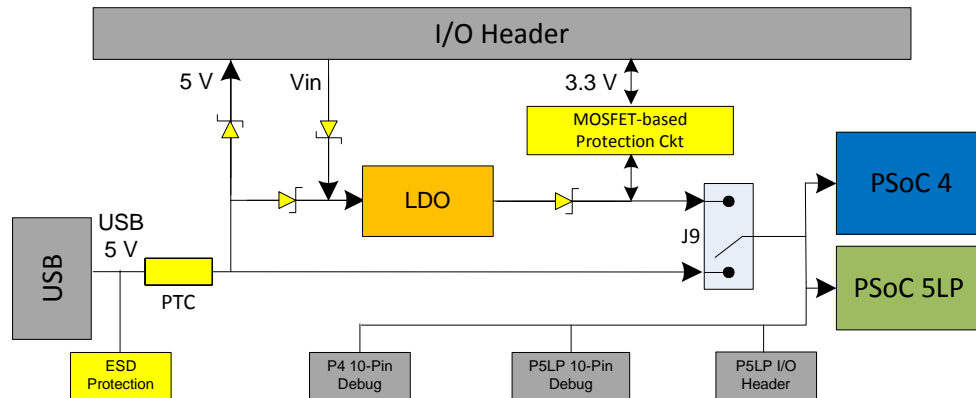 I/O Header
5 V
Vin
3.3 V
MOSFET-based
Protection Ckt
PSoC 4
LDO
USB
USB
5 V
J9
PTC
PSoC 5LP
ESD
Protection
P4 10-Pin
Debug
P5LP 10-Pin
Debug
P5LP I/O
Header